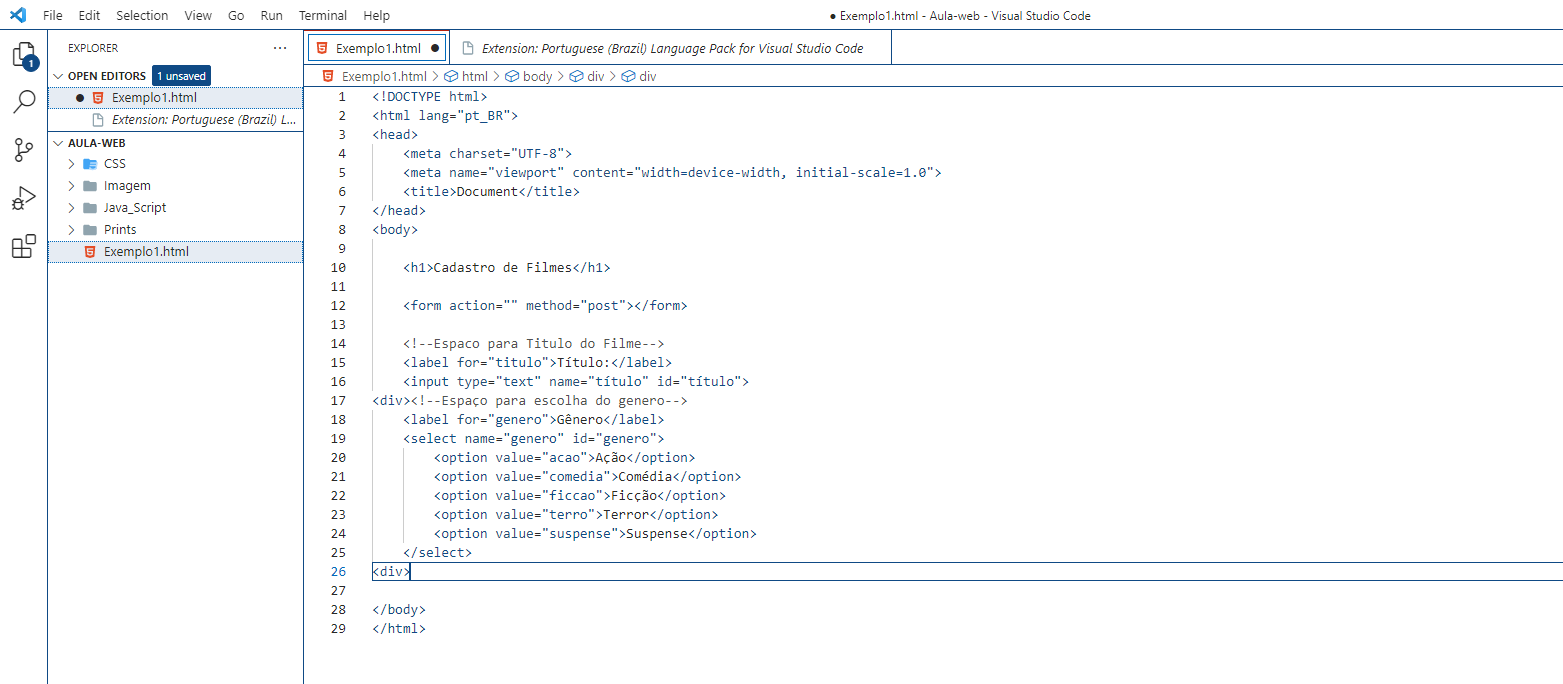 File Edit Selection View Go Run Terminal Help
● Exemplo1.html - Aula-web - Visual Studio Code
1
EXPLORER ···
OPEN EDITORS 1 unsaved
● Exemplo1.html
Extension: Portuguese (Brazil) L...
AULA-WEB
CSS
Imagem
Java_Script
Prints
Exemplo1.html
Exemplo1.html ●
Extension: Portuguese (Brazil) Language Pack for Visual Studio Code
Exemplo1.html > html > body > div > div
1 <!DOCTYPE html>
2 <html lang="pt_BR">
3 <head>
4     <meta charset="UTF-8">
5     <meta name="viewport" content="width=device-width, initial-scale=1.0">
6     <title>Document</title>
7 </head>
8 <body>
9
10     <h1>Cadastro de Filmes</h1>
11
12     <form action="" method="post"></form>
13
14     <!--Espaco para Titulo do Filme-->
15     <label for="titulo">Título:</label>
16     <input type="text" name="título" id="título">
17 <div><!--Espaço para escolha do genero-->
18     <label for="genero">Gênero</label>
19     <select name="genero" id="genero">
20         <option value="acao">Ação</option>
21         <option value="comedia">Comédia</option>
22         <option value="ficcao">Ficção</option>
23         <option value="terro">Terror</option>
24         <option value="suspense">Suspense</option>
25     </select>
26 <div>
27
28 </body>
29 </html>